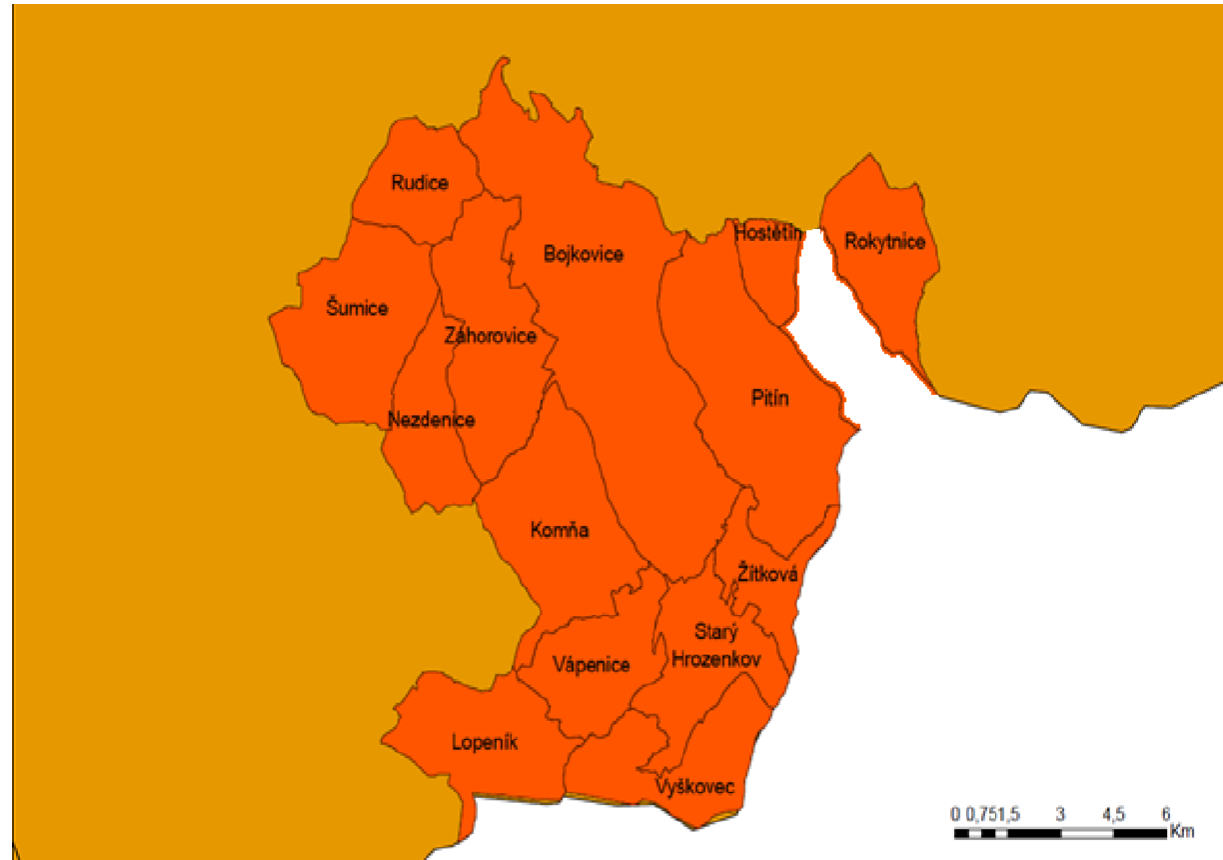 Rudice
Hostětín
Rokytnice
Bojkovice
Šumice
Záhorovice
Pitín
Nezdenice
Komňa
Žítková
Starý
Hrozenkov
Vápenice
Lopeník
Vyškovec
0 0,751,5 3 4,5 6
Km